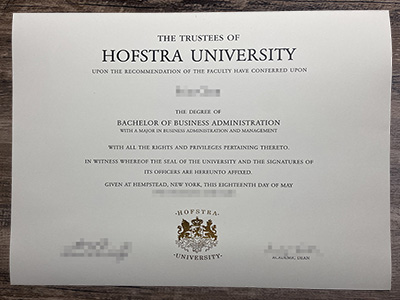 THE TRUSTEES OF
HOFSTRA UNIVERSITY
UPON THE RECOMMENDATION OF THE FACULTY HAVE CONFERRED UPON
THE DEGREE OF
BACHELOR OF BUSINESS ADMINISTRATION
WITH A MAJOR IN BUSINESS ADMINISTRATION AND MANAGEMENT
WITH ALL THE RIGHTS AND PRIVILEGES PERTAINING THERETO.
IN WITNESS WHEREOF THE SEAL OF THE UNIVERSITY AND THE SIGNATURES OF
ITS OFFICERS ARE HEREUNTO AFFIXED.
GIVEN AT HEMPSTEAD, NEW YORK, THIS EIGHTEENTH DAY OF MAY
·HOFSTRA·
·UNIVERSITY·
DEAN